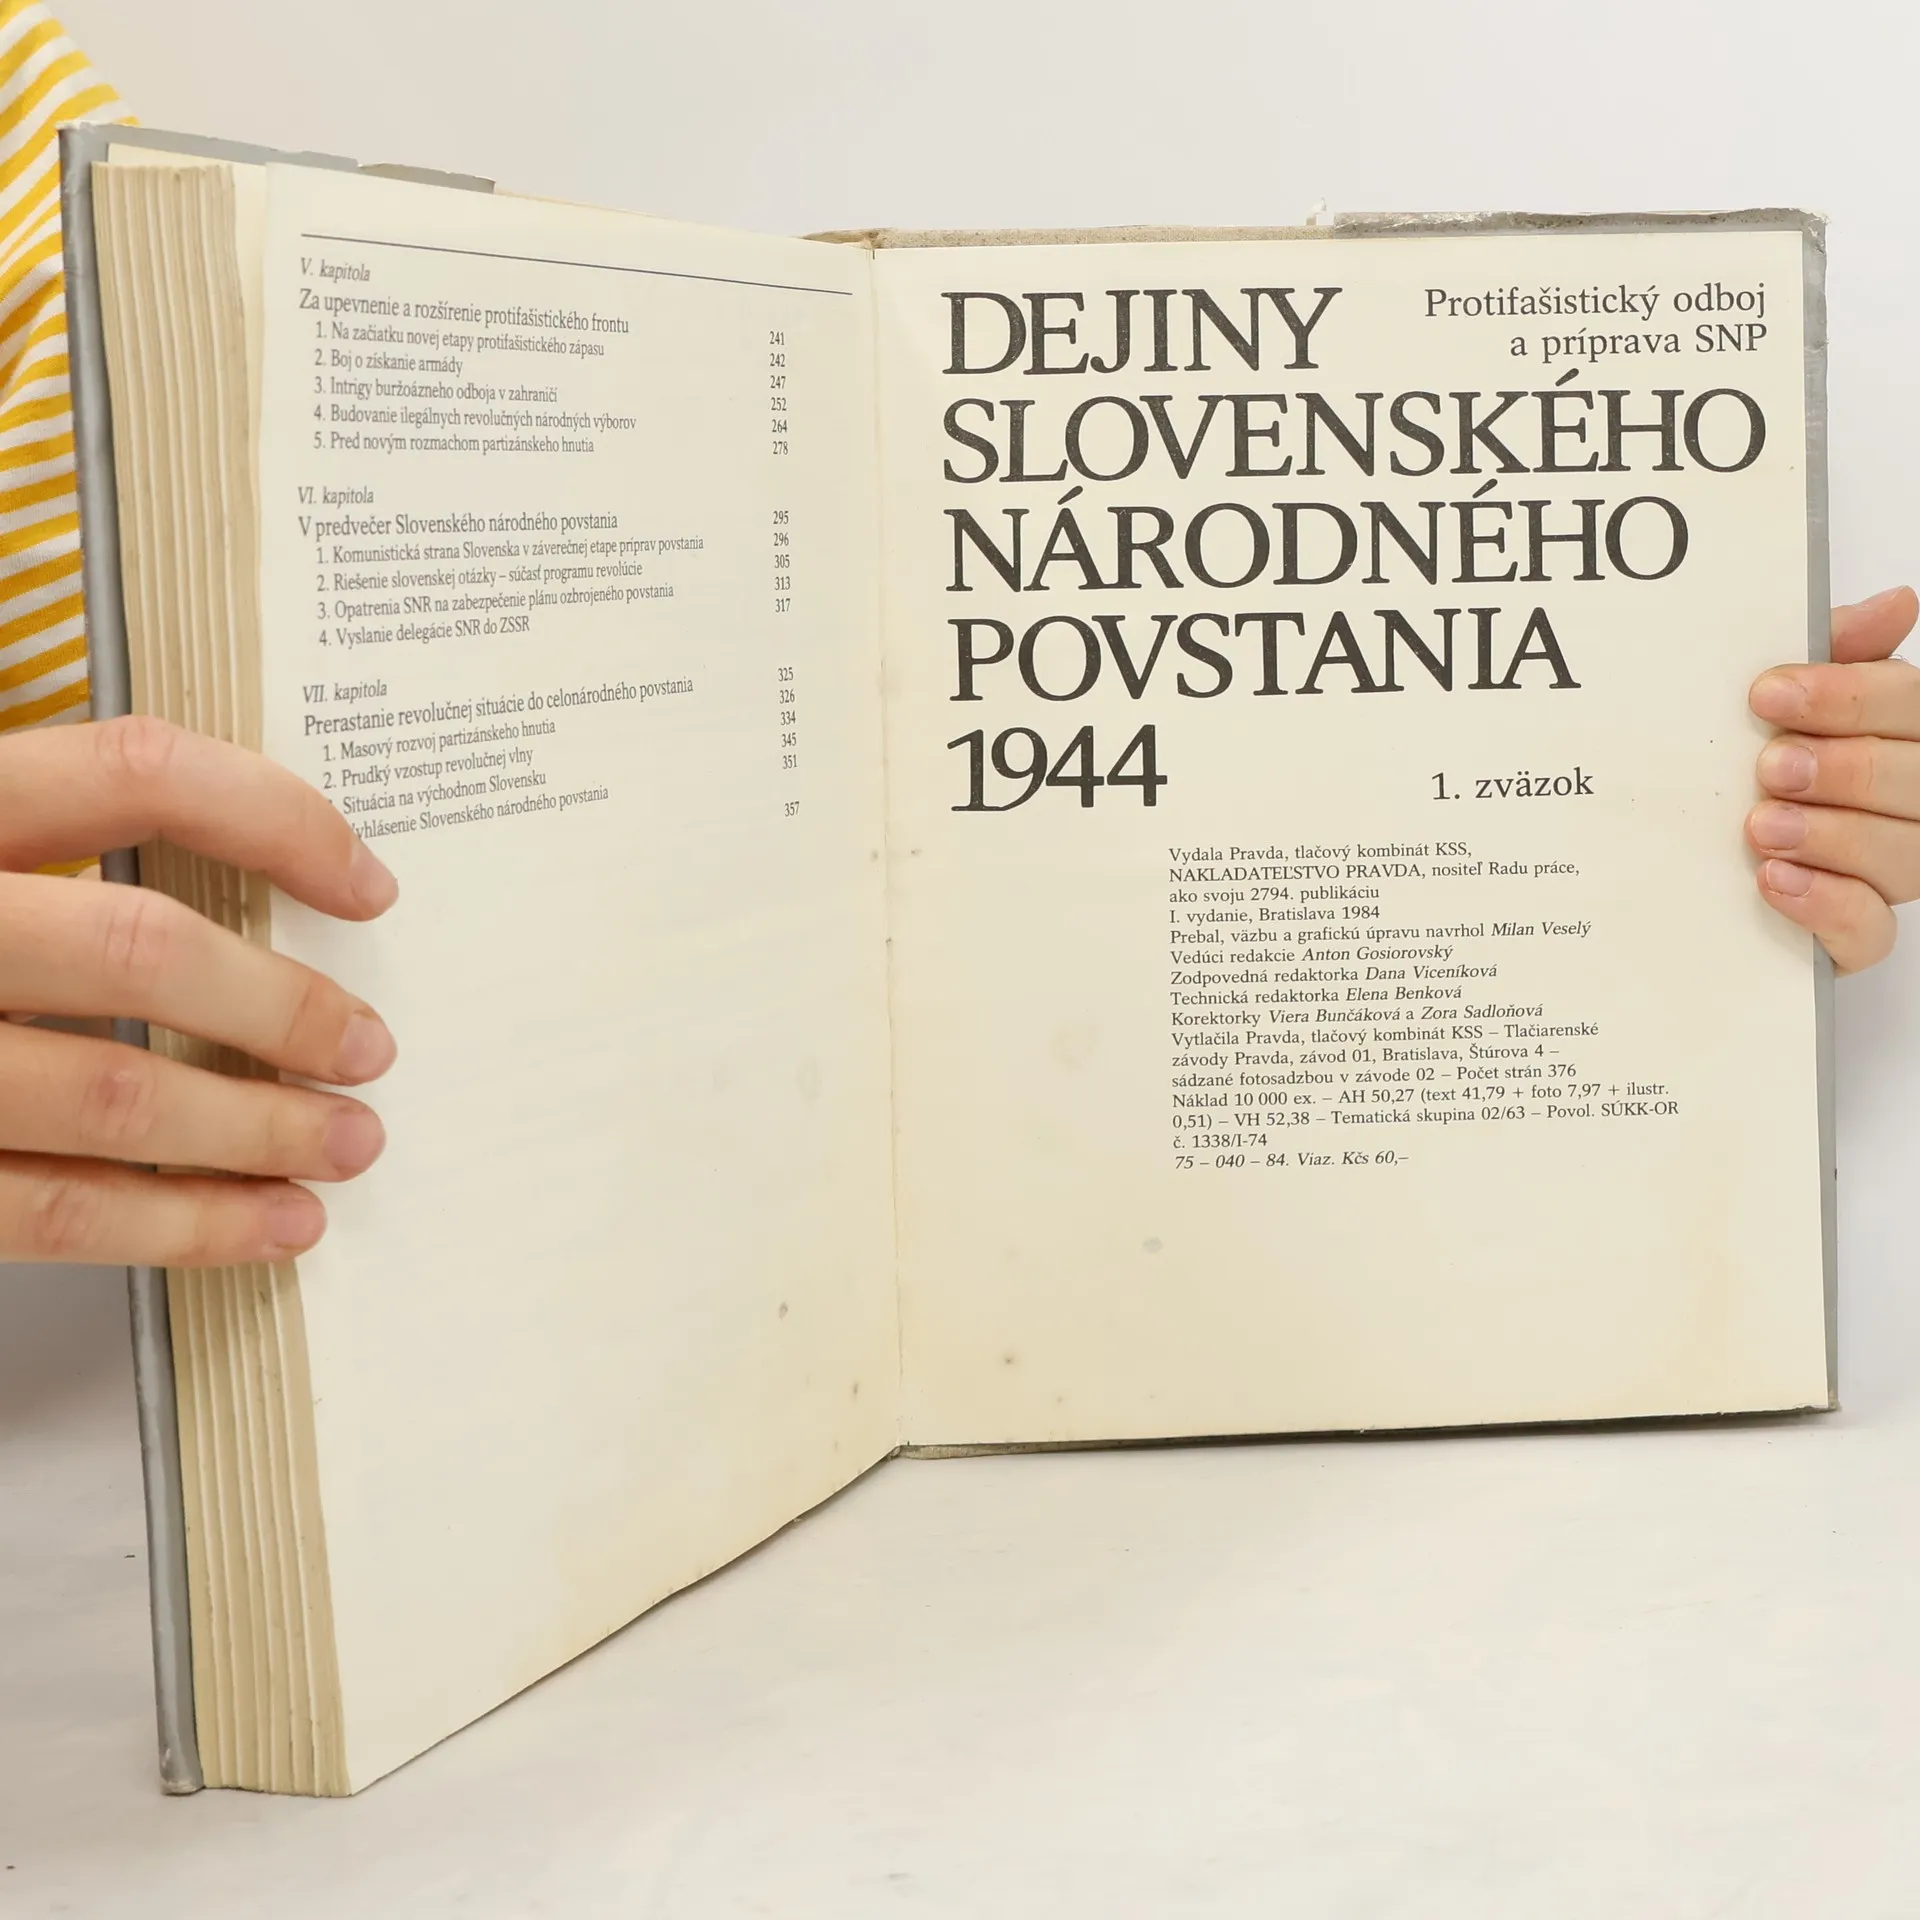 V. kapitola
Za upevnenie a rozšírenie protifašistického frontu 241
1. Na začiatku novej etapy protifašistického zápasu 242
2. Boj o získanie armády 247
3. Intrigy buržoázneho odboja v zahraničí 252
4. Budovanie ilegálnych revolučných národných výborov 264
5. Pred novým rozmachom partizánskeho hnutia 278
VI. kapitola
V predvečer Slovenského národného povstania 295
1. Komunistická strana Slovenska v záverečnej etape príprav povstania 296
2. Riešenie slovenskej otázky – súčasť programu revolúcie 305
3. Opatrenia SNR na zabezpečenie plánu ozbrojeného povstania 313
4. Vyslanie delegácie SNR do ZSSR 317
VII. kapitola
Prerastanie revolučnej situácie do celonárodného povstania 325
1. Masový rozvoj partizánskeho hnutia 326
2. Prudký vzostup revolučnej vlny 334
Situácia na východnom Slovensku 345
yhlásenie Slovenského národného povstania 351
357
DEJINY
SLOVENSKÉHO
NÁRODNÉHO
POVSTANIA
1944
Protifašistický odboj
a príprava SNP
1. zväzok
Vydala Pravda, tlačový kombinát KSS,
NAKLADATEĽSTVO PRAVDA, nositeľ Radu práce,
ako svoju 2794. publikáciu
I. vydanie, Bratislava 1984
Prebal, väzbu a grafickú úpravu navrhol Milan Veselý
Vedúci redakcie Anton Gosiorovský
Zodpovedná redaktorka Dana Viceníková
Technická redaktorka Elena Benková
Korektorky Viera Bunčáková a Zora Sadloňová
Vytlačila Pravda, tlačový kombinát KSS – Tlačiarenské
závody Pravda, závod 01, Bratislava, Štúrova 4 –
sádzané fotosadzbou v závode 02 – Počet strán 376
Náklad 10 000 ex. – AH 50,27 (text 41,79 + foto 7,97 + ilustr.
0,51) – VH 52,38 – Tematická skupina 02/63 – Povol. SÚKK-OR
č. 1338/I-74
75 – 040 – 84. Viaz. Kčs 60,–